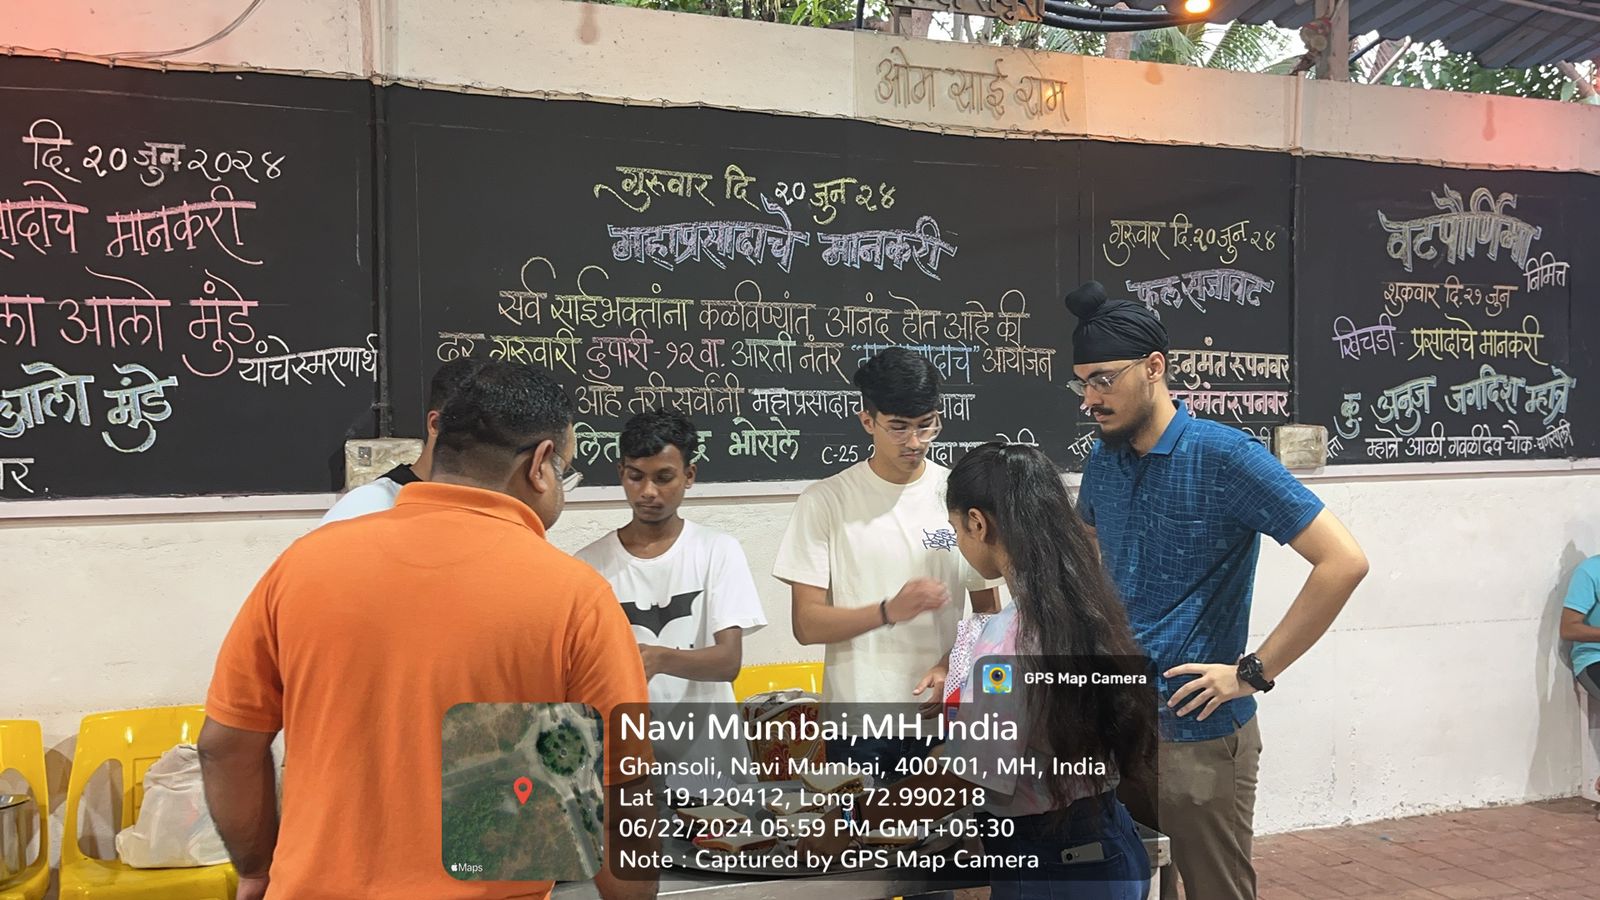 ओम साई राम
दि. २० जुन २०२४
मानकरी
आलो मुंडे
यांचे स्मरणार्थ
आलो मुंडे
गुरुवार दि २० जुन २४
महाप्रसादाचे मानकरी
सर्व साईभक्तांना कळविण्यांत आनंद होत आहे की
दर गुरुवारी दुपारी - १२ वा. आरती नंतर आयोजन
आहे तरी सर्वांनी
भोसले C-25
गुरुवार दि. २० जुन २४
फुल सजावट
हनुमंत रूपनवर
हनुमंत रूपनवर
वटपौर्णिमा
निमित्त
शुक्रवार दि. २१ जुन
खिचडी - प्रसादाचे मानकरी
कु अनुज जगदिश म्हात्रे
म्हात्रे आळी, गवळीदेव चौक
GPS Map Camera
Navi Mumbai,MH,India
Ghansoli, Navi Mumbai, 400701, MH, India
Lat 19.120412, Long 72.990218
06/22/2024 05:59 PM GMT+05:30
Note : Captured by GPS Map Camera
Maps